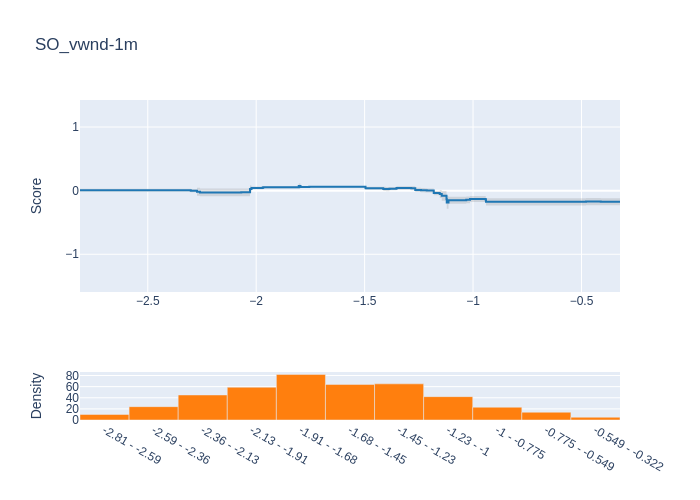 SO_vwnd-1m
Score
1
0
−1
−2.5
−2
−1.5
−1
−0.5
Density
80
60
40
20
0
-2.81 - -2.59
-2.59 - -2.36
-2.36 - -2.13
-2.13 - -1.91
-1.91 - -1.68
-1.68 - -1.45
-1.45 - -1.23
-1.23 - -1
-1 - -0.775
-0.775 - -0.549
-0.549 - -0.322